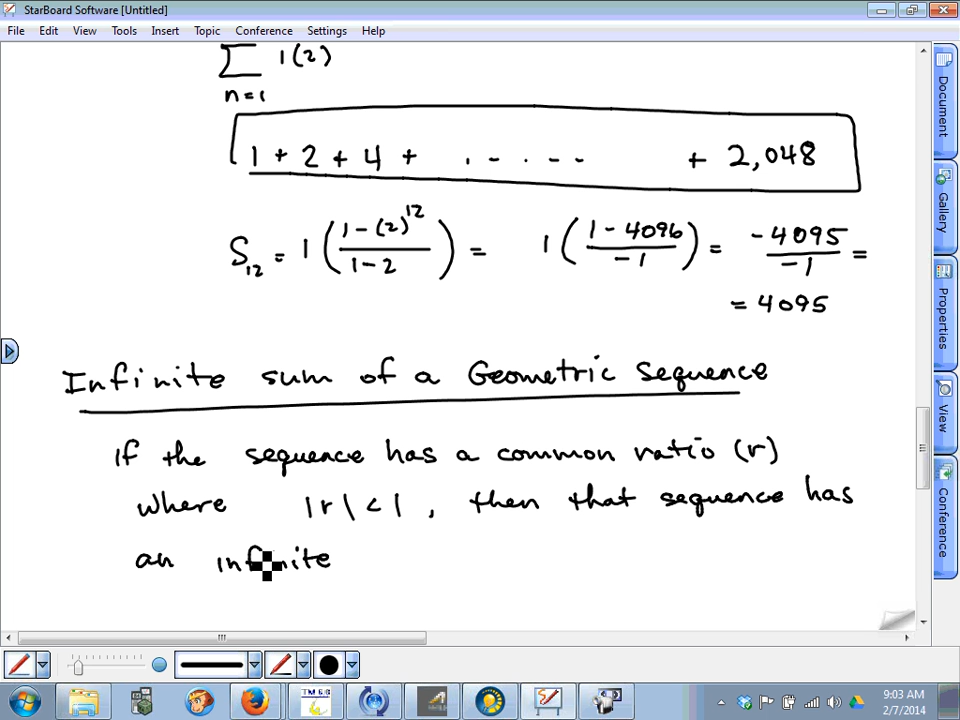 StarBoard Software [Untitled]
File Edit View Tools Insert Topic Conference Settings Help
∑ 1(2)
n=1
1 + 2 + 4 + . - . - - + 2,048
S₁₂ = 1 ( (1-(2)¹²) / (1-2) ) = 1 ( (1-4096) / (-1) ) = -4095 / -1 =
= 4095
Infinite sum of a Geometric Sequence
If the sequence has a common ratio (r)
where |r| < 1, then that sequence has
an infinite
Document
Gallery
Properties
View
Conference
TM 6.0
9:03 AM
2/7/2014